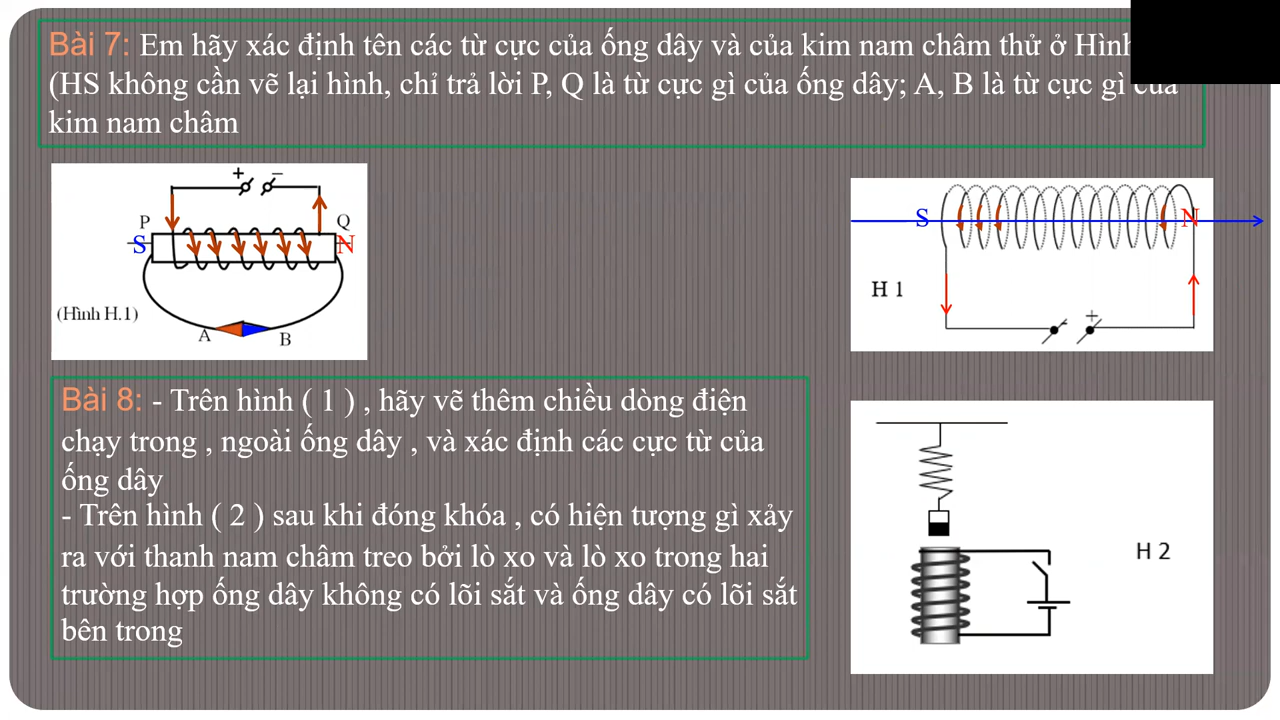 Bài 7: Em hãy xác định tên các từ cực của ống dây và của kim nam châm thử ở Hình
(HS không cần vẽ lại hình, chỉ trả lời P, Q là từ cực gì của ống dây; A, B là từ cực gì của
kim nam châm
+ −
P Q
S N
(Hình H.1)
A B
S N
H 1
- +
Bài 8: - Trên hình ( 1 ) , hãy vẽ thêm chiều dòng điện
chạy trong , ngoài ống dây , và xác định các cực từ của
ống dây
- Trên hình ( 2 ) sau khi đóng khóa , có hiện tượng gì xảy
ra với thanh nam châm treo bởi lò xo và lò xo trong hai
trường hợp ống dây không có lõi sắt và ống dây có lõi sắt
bên trong
H 2